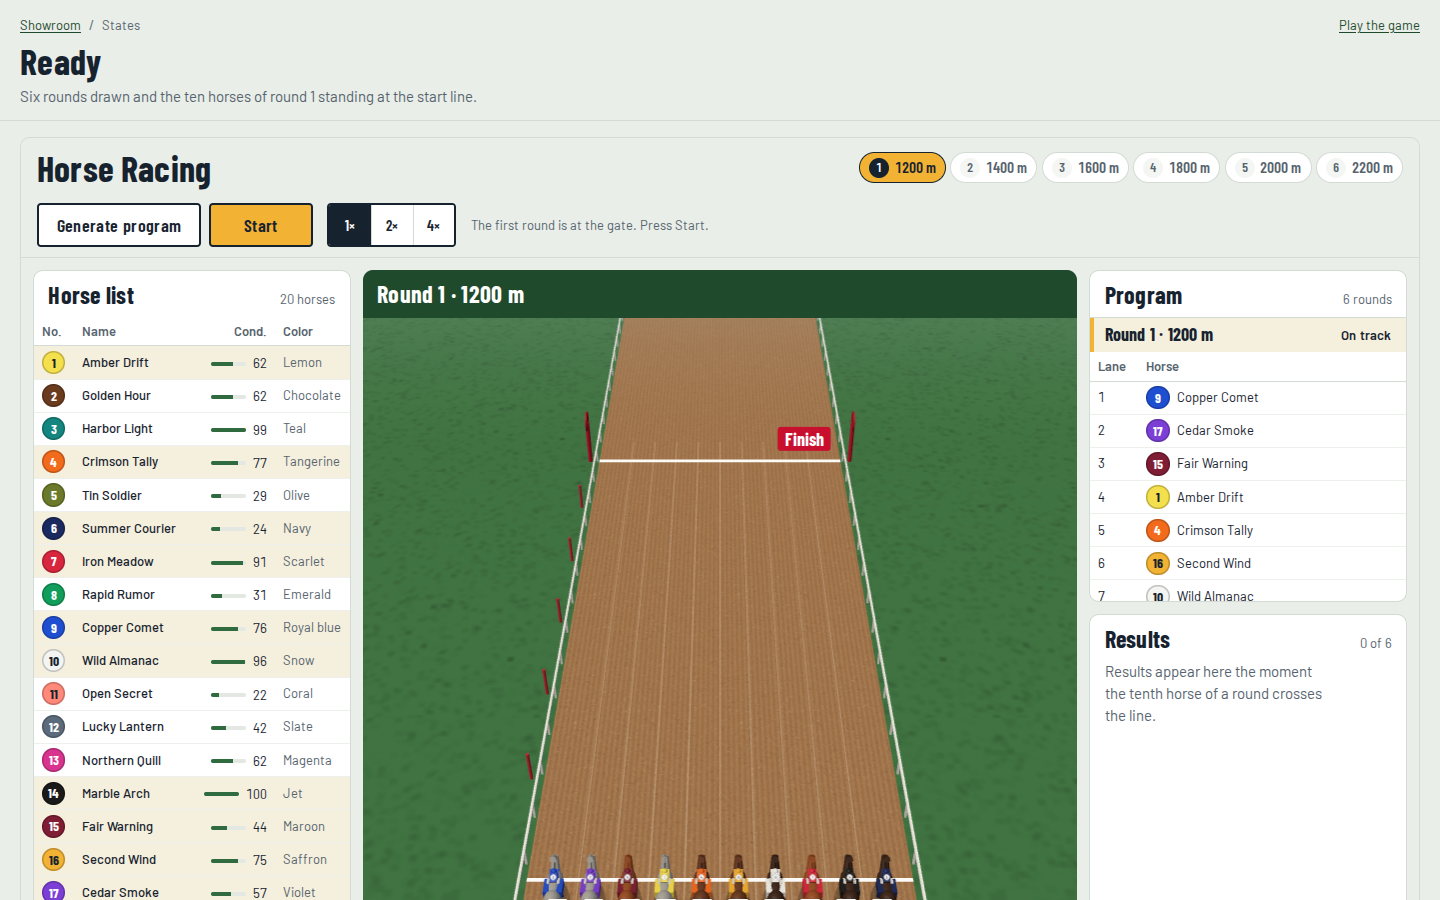 Showroom / States
Play the game
Ready
Six rounds drawn and the ten horses of round 1 standing at the start line.
Horse Racing
1 1200 m
2 1400 m
3 1600 m
4 1800 m
5 2000 m
6 2200 m
Generate program
Start
1×
2×
4×
The first round is at the gate. Press Start.
Horse list
20 horses
No. Name Cond. Color
1 Amber Drift 62 Lemon
2 Golden Hour 62 Chocolate
3 Harbor Light 99 Teal
4 Crimson Tally 77 Tangerine
5 Tin Soldier 29 Olive
6 Summer Courier 24 Navy
7 Iron Meadow 91 Scarlet
8 Rapid Rumor 31 Emerald
9 Copper Comet 76 Royal blue
10 Wild Almanac 96 Snow
11 Open Secret 22 Coral
12 Lucky Lantern 42 Slate
13 Northern Quill 62 Magenta
14 Marble Arch 100 Jet
15 Fair Warning 44 Maroon
16 Second Wind 75 Saffron
17 Cedar Smoke 57 Violet
Round 1 · 1200 m
Finish
Program
6 rounds
Round 1 · 1200 m
On track
Lane Horse
1 9 Copper Comet
2 17 Cedar Smoke
3 15 Fair Warning
4 1 Amber Drift
5 4 Crimson Tally
6 16 Second Wind
7 10 Wild Almanac
Results
0 of 6
Results appear here the moment
the tenth horse of a round crosses
the line.